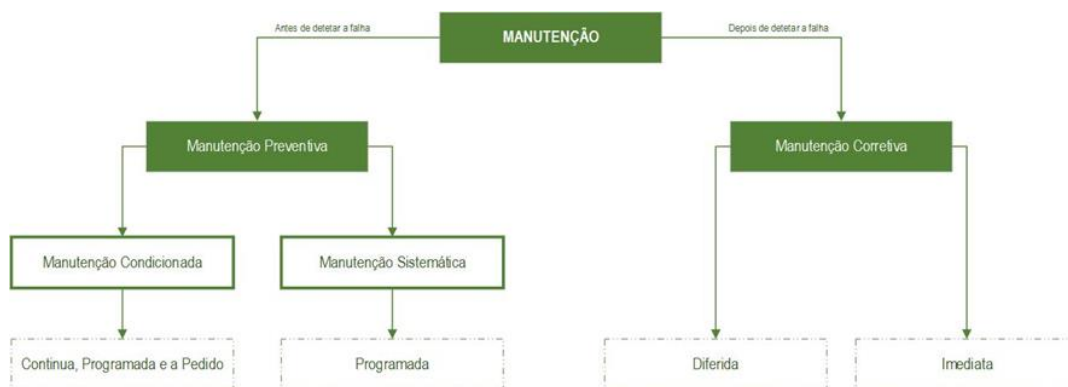 Antes de detetar a falha
MANUTENÇÃO
Depois de detetar a falha
Manutenção Preventiva
Manutenção Corretiva
Manutenção Condicionada
Manutenção Sistemática
Continua, Programada e a Pedido
Programada
Diferida
Imediata